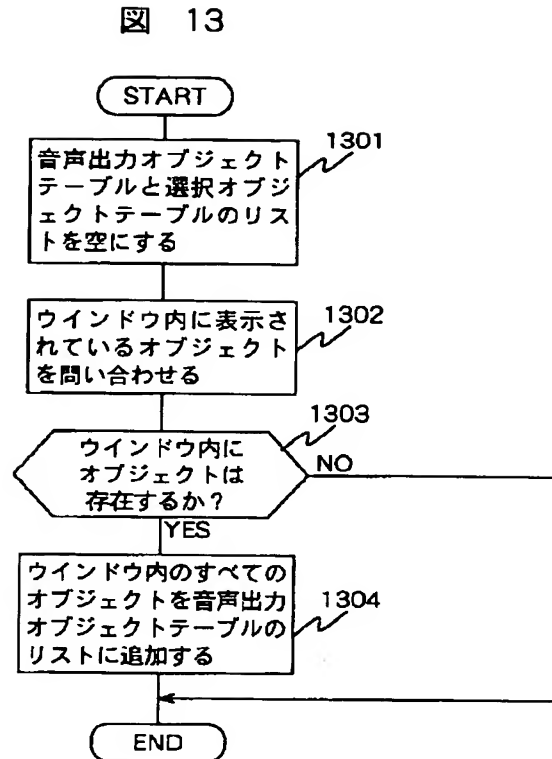 図 13
START
1301
音声出力オブジェクト
テーブルと選択オブジ
ェクトテーブルのリス
トを空にする
1302
ウインドウ内に表示さ
れているオブジェクト
を問い合わせる
1303
ウインドウ内に
オブジェクトは
存在するか?
NO
YES
ウインドウ内のすべての
オブジェクトを音声出力
オブジェクトテーブルの
リストに追加する
1304
END